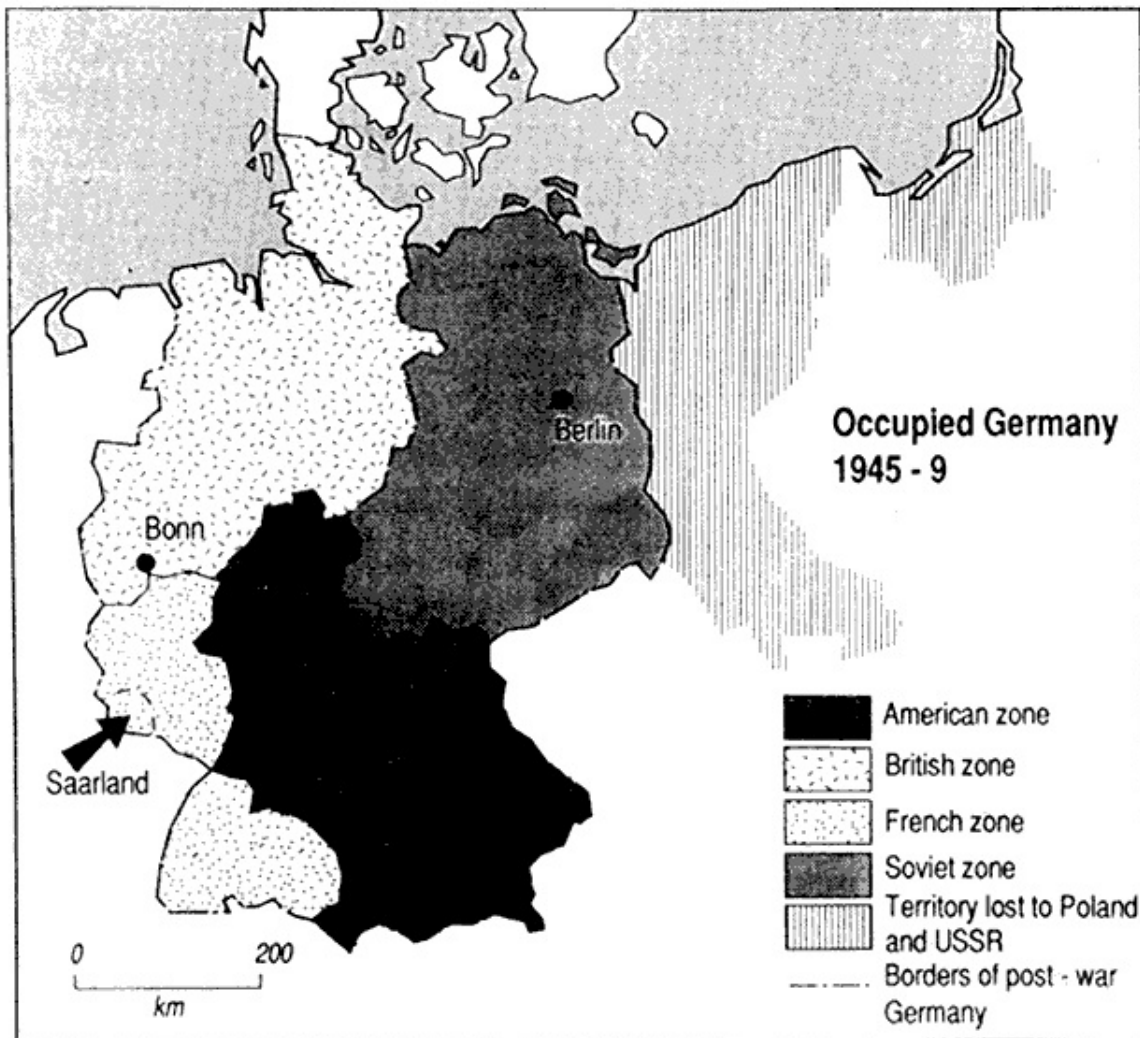 Berlin
Occupied Germany
1945 - 9
Bonn
Saarland
American zone
British zone
French zone
Soviet zone
Territory lost to Poland
and USSR
Borders of post - war
Germany
0 200
km